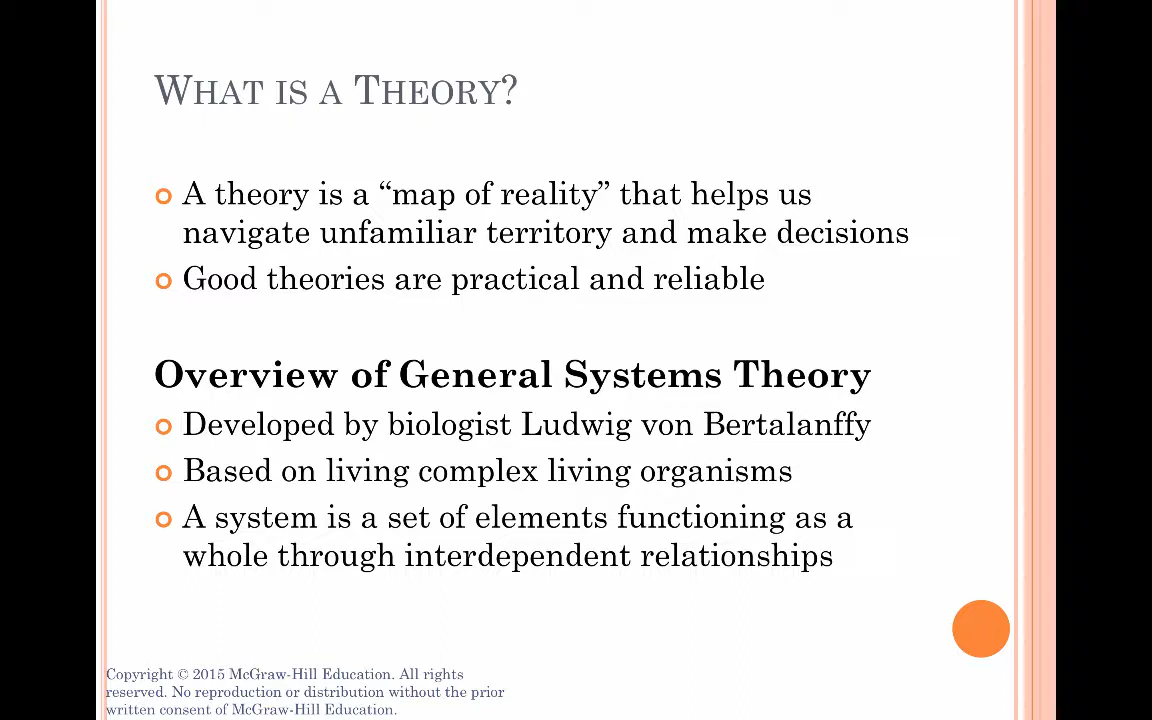 WHAT IS A THEORY?
A theory is a “map of reality” that helps us
navigate unfamiliar territory and make decisions
Good theories are practical and reliable
Overview of General Systems Theory
Developed by biologist Ludwig von Bertalanffy
Based on living complex living organisms
A system is a set of elements functioning as a
whole through interdependent relationships
Copyright © 2015 McGraw-Hill Education. All rights
reserved. No reproduction or distribution without the prior
written consent of McGraw-Hill Education.